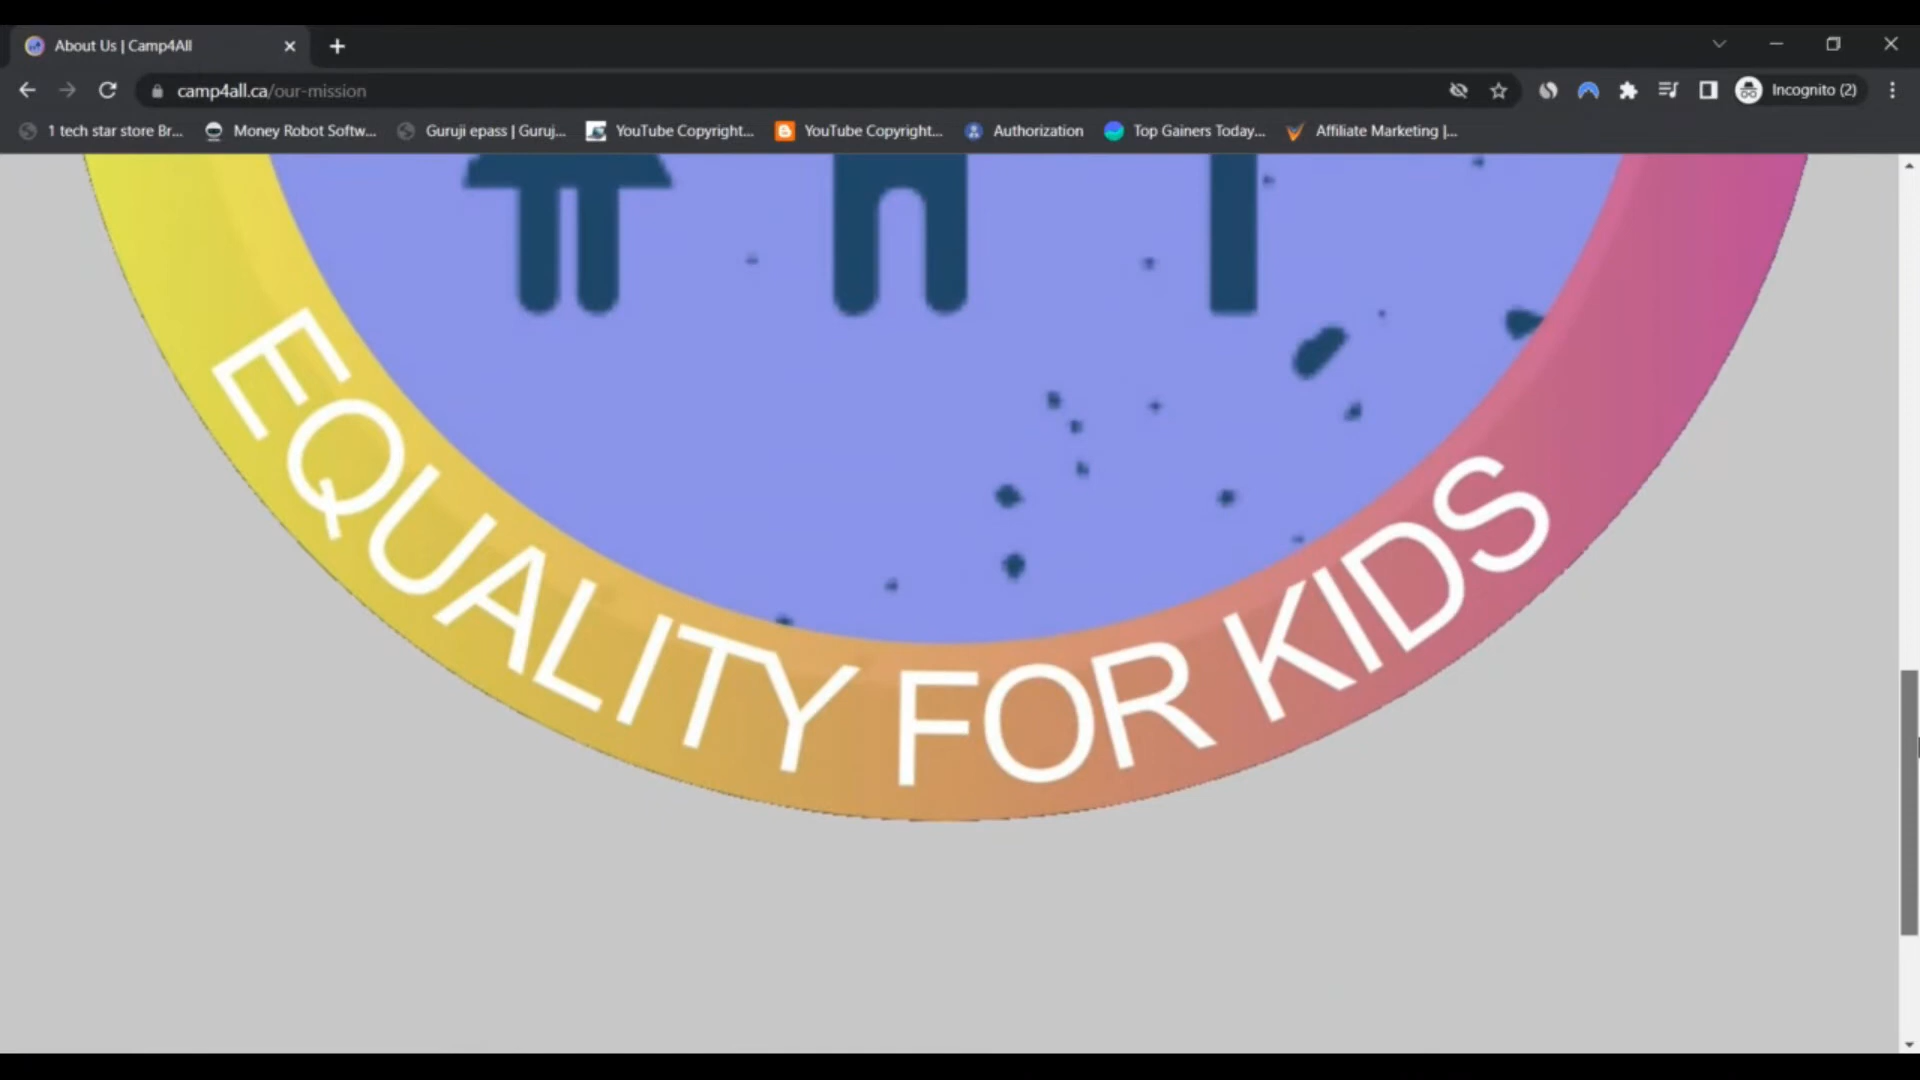 About Us | Camp4All
camp4all.ca/our-mission
Incognito (2)
1 tech star store Br...
Money Robot Softw...
Guruji epass | Guruj...
YouTube Copyright...
YouTube Copyright...
Authorization
Top Gainers Today...
Affiliate Marketing |...
EQUALITY FOR KIDS